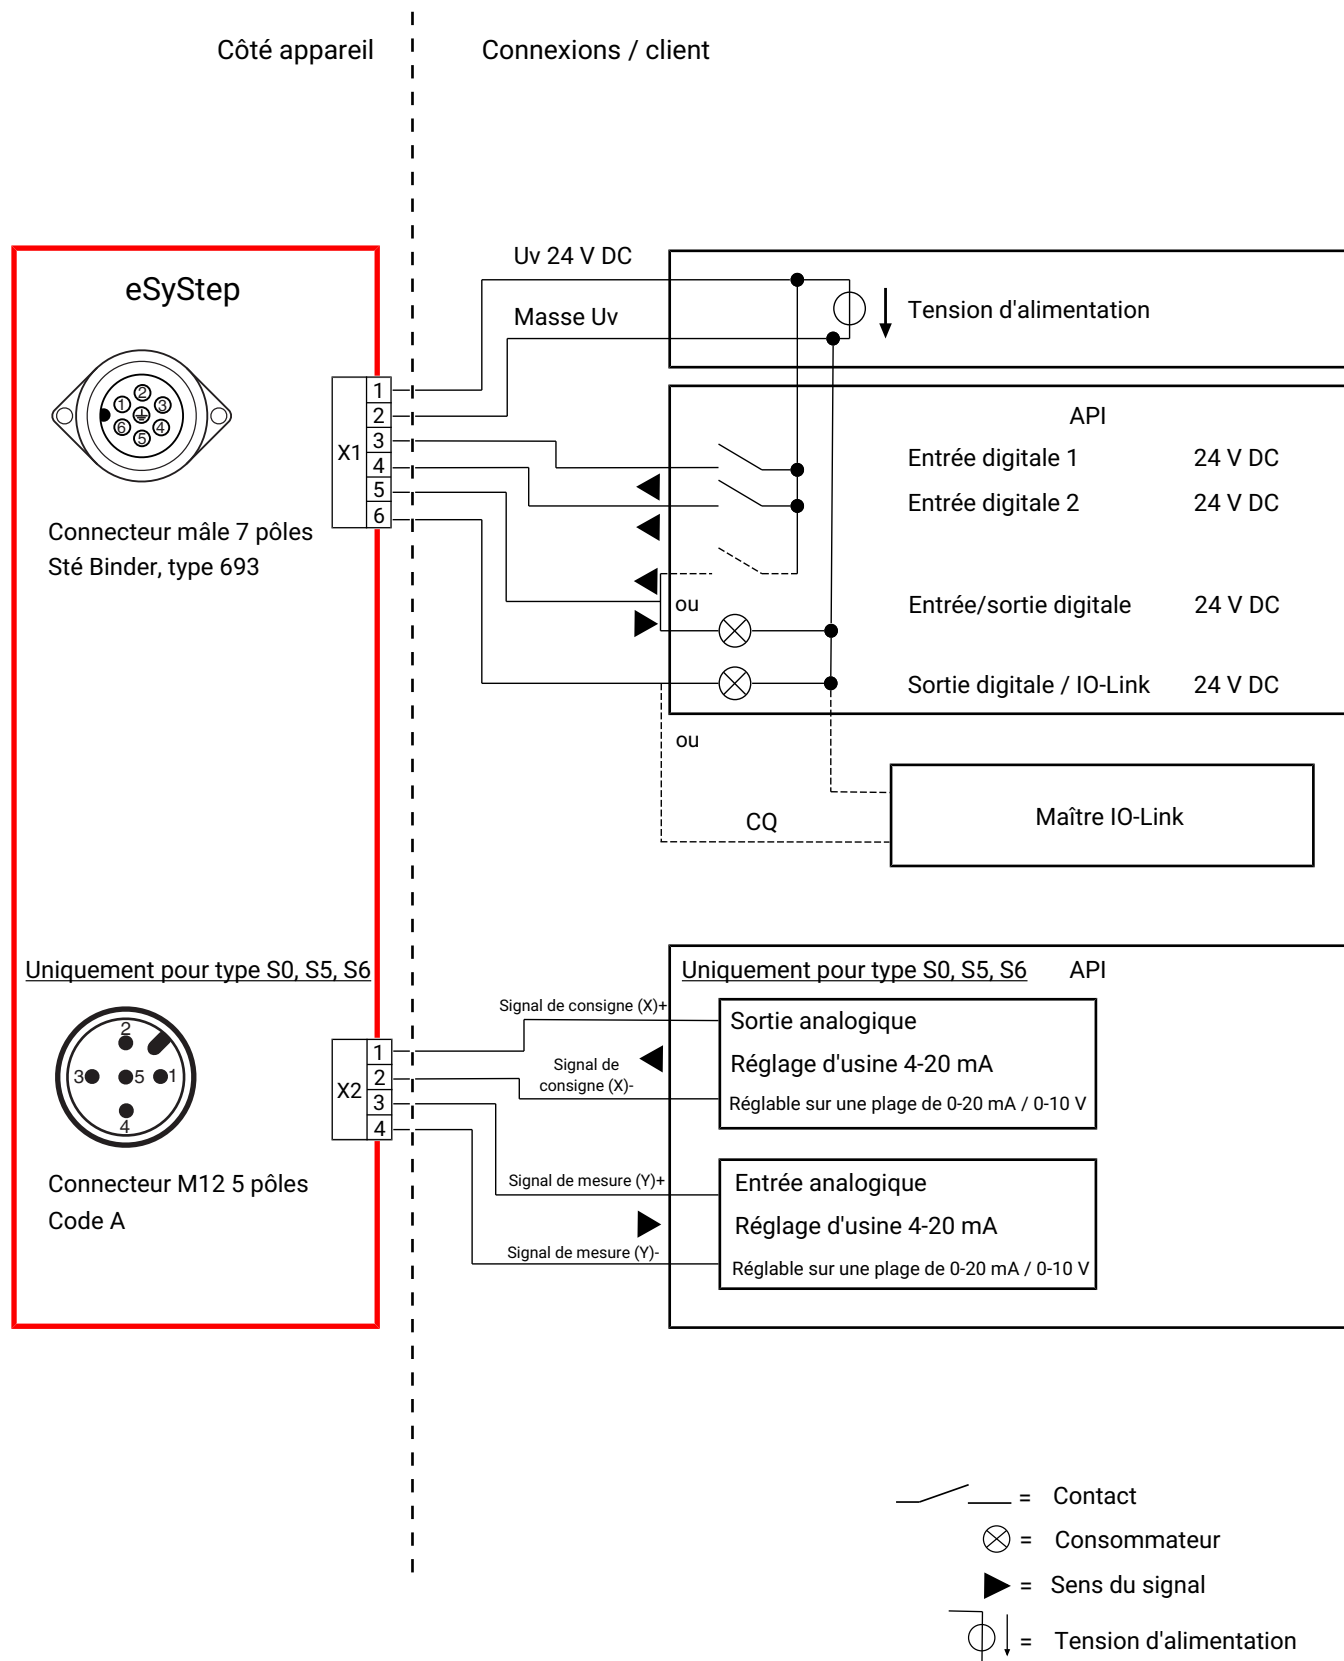 Côté appareil
Connexions / client
eSyStep
Uv 24 V DC
Masse Uv
Tension d'alimentation
2
1
3
6
4
5
X1
1
2
3
4
5
6
Connecteur mâle 7 pôles
Sté Binder, type 693
API
Entrée digitale 1 24 V DC
Entrée digitale 2 24 V DC
ou
Entrée/sortie digitale 24 V DC
Sortie digitale / IO-Link 24 V DC
ou
CQ
Maître IO-Link
Uniquement pour type S0, S5, S6
2
3
5
1
4
X2
1
2
3
4
Connecteur M12 5 pôles
Code A
Uniquement pour type S0, S5, S6 API
Signal de consigne (X)+
Signal de
consigne (X)-
Sortie analogique
Réglage d'usine 4-20 mA
Réglable sur une plage de 0-20 mA / 0-10 V
Signal de mesure (Y)+
Signal de mesure (Y)-
Entrée analogique
Réglage d'usine 4-20 mA
Réglable sur une plage de 0-20 mA / 0-10 V
= Contact
= Consommateur
= Sens du signal
= Tension d'alimentation